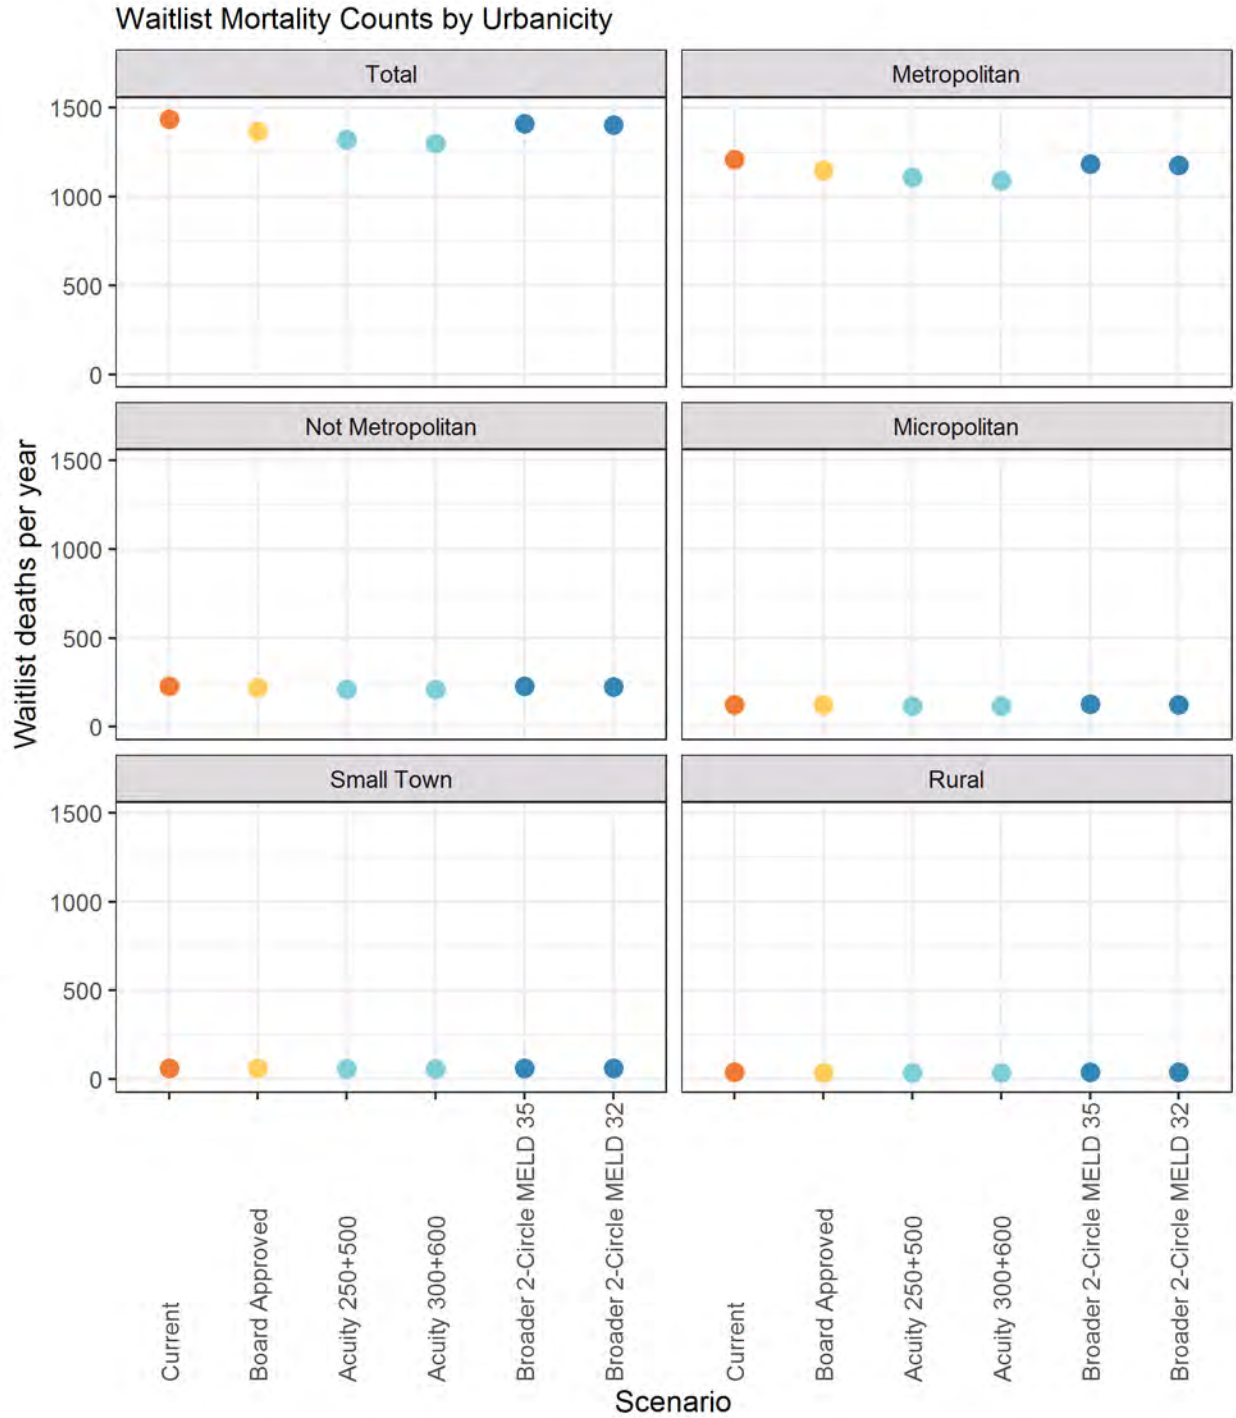 Waitlist Mortality Counts by Urbanicity
Total
Metropolitan
1500
1000
500
0
Not Metropolitan
Micropolitan
1500
1000
500
0
Small Town
Rural
1500
1000
500
0
Waitlist deaths per year
Current
Board Approved
Acuity 250+500
Acuity 300+600
Broader 2-Circle MELD 35
Broader 2-Circle MELD 32
Current
Board Approved
Acuity 250+500
Acuity 300+600
Broader 2-Circle MELD 35
Broader 2-Circle MELD 32
Scenario